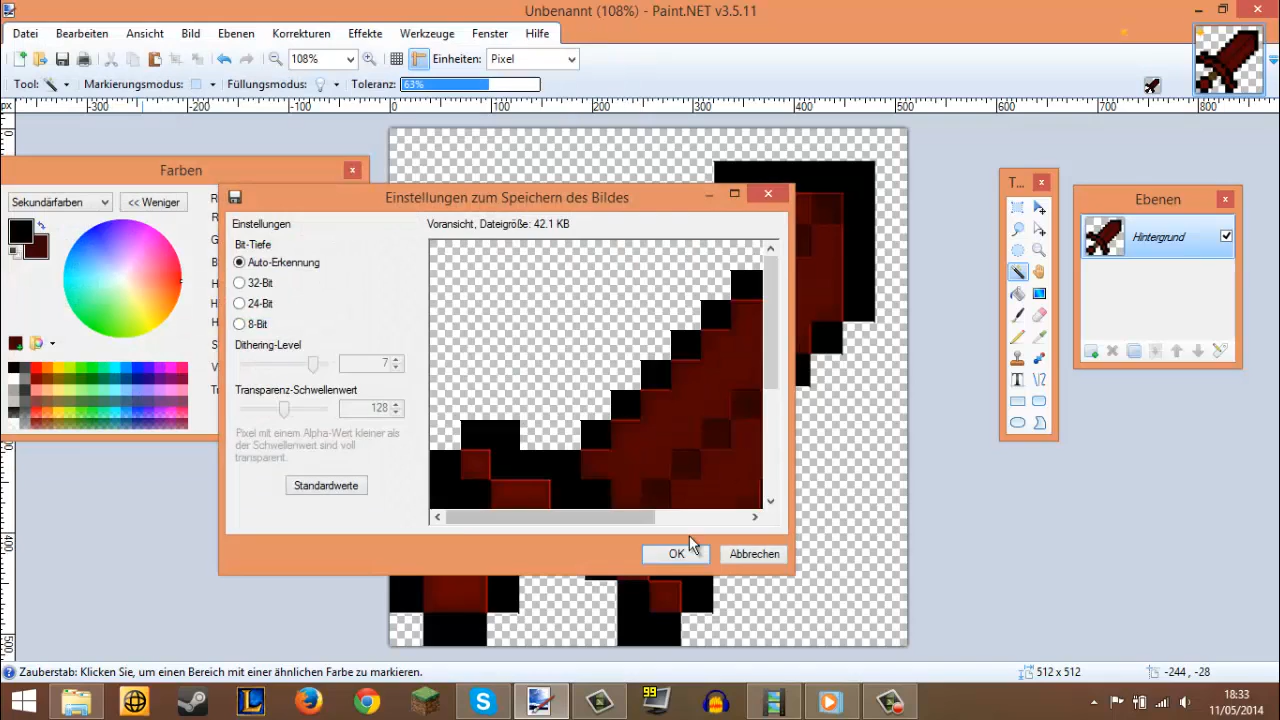 Unbenannt (108%) - Paint.NET v3.5.11
Datei Bearbeiten Ansicht Bild Ebenen Korrekturen Effekte Werkzeuge Fenster Hilfe
108% Einheiten: Pixel
Tool: Markierungsmodus: Füllungsmodus: Toleranz: 63%
px -300 -200 -100 0 100 200 300 400 500 600 700 800
Farben
Sekundärfarben << Weniger
Einstellungen zum Speichern des Bildes
Einstellungen
Voransicht, Dateigröße: 42.1 KB
Bit-Tiefe
Auto-Erkennung
32-Bit
24-Bit
8-Bit
Dithering-Level
7
Transparenz-Schwellenwert
128
Pixel mit einem Alpha-Wert kleiner als
der Schwellenwert sind voll
transparent.
Standardwerte
OK Abbrechen
T...
Ebenen
Hintergrund
Zauberstab: Klicken Sie, um einen Bereich mit einer ähnlichen Farbe zu markieren.
512 x 512
-244, -28
99
18:33
11/05/2014